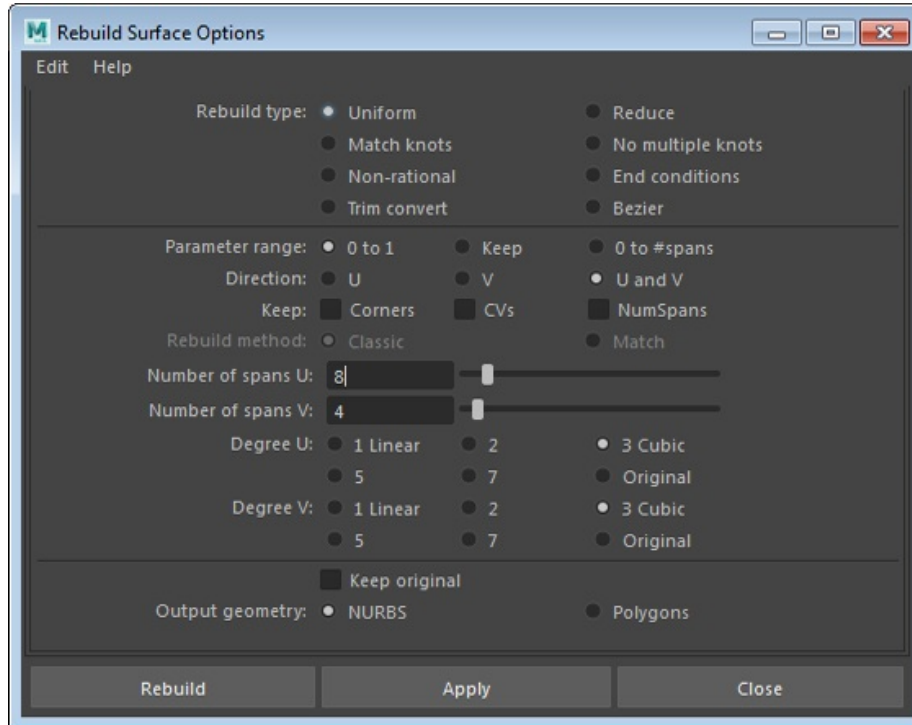 Rebuild Surface Options
Edit Help
Rebuild type: Uniform Reduce
Match knots No multiple knots
Non-rational End conditions
Trim convert Bezier
Parameter range: 0 to 1 Keep 0 to #spans
Direction: U V U and V
Keep: Corners CVs NumSpans
Rebuild method: Classic Match
Number of spans U: 8
Number of spans V: 4
Degree U: 1 Linear 2 3 Cubic
5 7 Original
Degree V: 1 Linear 2 3 Cubic
5 7 Original
Keep original
Output geometry: NURBS Polygons
Rebuild Apply Close